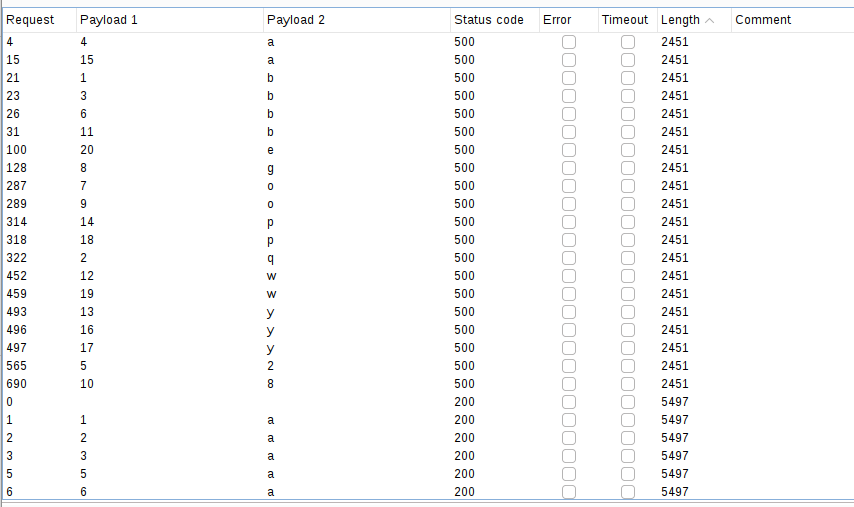 Request Payload 1 Payload 2 Status code Error Timeout Length Comment
4 4 a 500 2451
15 15 a 500 2451
21 1 b 500 2451
23 3 b 500 2451
26 6 b 500 2451
31 11 b 500 2451
100 20 e 500 2451
128 8 g 500 2451
287 7 o 500 2451
289 9 o 500 2451
314 14 p 500 2451
318 18 p 500 2451
322 2 q 500 2451
452 12 w 500 2451
459 19 w 500 2451
493 13 y 500 2451
496 16 y 500 2451
497 17 y 500 2451
565 5 2 500 2451
690 10 8 500 2451
0 200 5497
1 1 a 200 5497
2 2 a 200 5497
3 3 a 200 5497
5 5 a 200 5497
6 6 a 200 5497